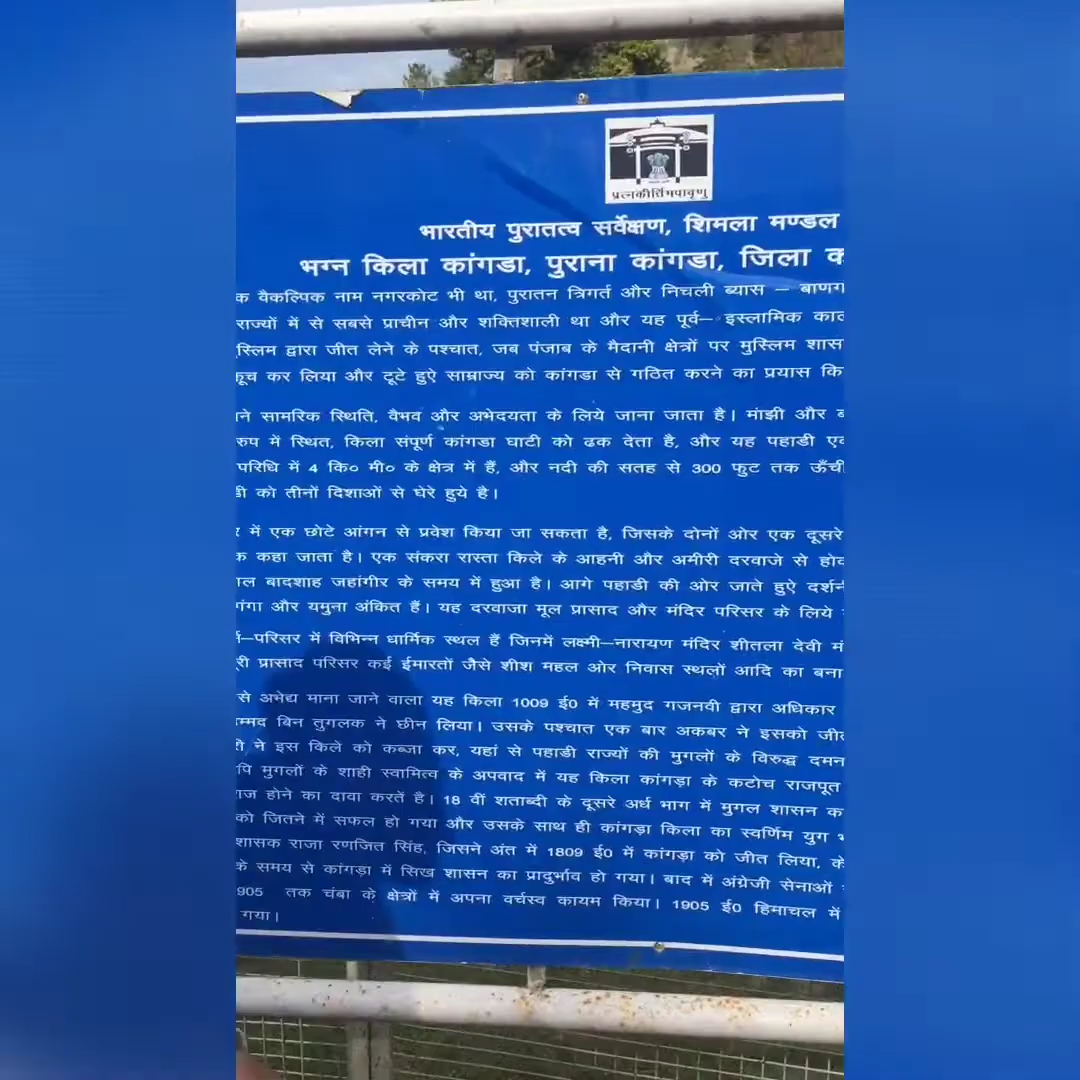 प्रत्नकीर्तिमपावृणु
भारतीय पुरातत्व सर्वेक्षण, शिमला मण्डल
भग्न किला कांगडा, पुराना कांगडा, जिला
वैकल्पिक नाम नगरकोट भी था, पुरातन त्रिगर्त और निचली ब्यास – बाणग
राज्यों में से सबसे प्राचीन और शक्तिशाली था और यह पूर्व– इस्लामिक काल
स्लिम द्वारा जीत लेने के पश्चात, जब पंजाब के मैदानी क्षेत्रों पर मुस्लिम शास
कूच कर लिया और टूटे हुऐ साम्राज्य को कांगडा से गठित करने का प्रयास कि
ने सामरिक स्थिति, वैभव और अभेदयता के लिये जाना जाता है। मांझी और
रुप में स्थित, किला संपूर्ण कांगडा घाटी को ढक देता है, और यह पहाडी
परिधि में 4 कि० मी० के क्षेत्र में हैं, और नदी की सतह से 300 फुट तक ऊँची
को तीनों दिशाओं से घेरे हुये है।
में एक छोटे आंगन से प्रवेश किया जा सकता है, जिसके दोनों ओर एक दूसरे
कहा जाता है। एक संकरा रास्ता किले के आहनी और अमीरी दरवाजे से
बादशाह जहांगीर के समय में हुआ है। आगे पहाडी की ओर जाते हुऐ
गंगा और यमुना अंकित हैं। यह दरवाजा मूल प्रासाद और मंदिर परिसर के लिये
–परिसर में विभिन्न धार्मिक स्थल हैं जिनमें लक्ष्मी–नारायण मंदिर शीतला देवी
प्रासाद परिसर कई ईमारतों जैसे शीश महल ओर निवास स्थलों आदि का बना
से अभेद्य माना जाने वाला यह किला 1009 ई0 में महमुद गजनवी द्वारा अधिकार
म्मद बिन तुगलक ने छीन लिया। उसके पश्चात एक बार अकबर ने इसको
ने इस किले को कब्जा कर, यहां से पहाडी राज्यों की मुगलों के विरुद्ध दमन
पि मुगलों के शाही स्वामित्व के अपवाद में यह किला कांगड़ा के कटोच राजपूत
होने का दावा करतें है। 18 वीं शताब्दी के दूसरे अर्ध भाग में मुगल शासन
को जितने में सफल हो गया और उसके साथ ही कांगड़ा किला का स्वर्णिम युग
शासक राजा रणजित सिंह, जिसने अंत में 1809 ई0 में कांगड़ा को जीत लिया,
के समय से कांगड़ा में सिख शासन का प्रादुर्भाव हो गया। बाद में अंग्रेजी सेनाओं
905 तक चंबा के क्षेत्रों में अपना वर्चस्व कायम किया। 1905 ई0 हिमाचल में
गया।